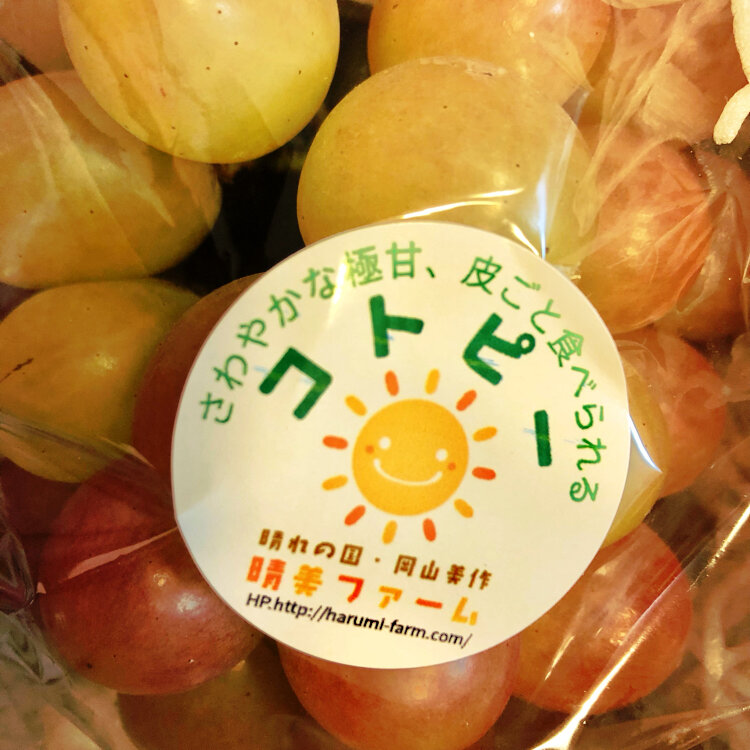 さわやかな極甘、皮ごと食べられる
コトピー
晴れの国・岡山美作
晴美ファーム
HP.http://harumi-farm.com/